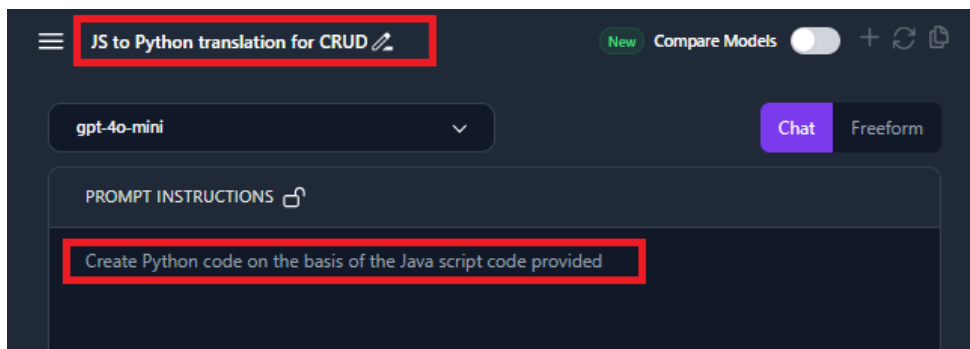 JS to Python translation for CRUD
New Compare Models
gpt-4o-mini
Chat Freeform
PROMPT INSTRUCTIONS
Create Python code on the basis of the Java script code provided